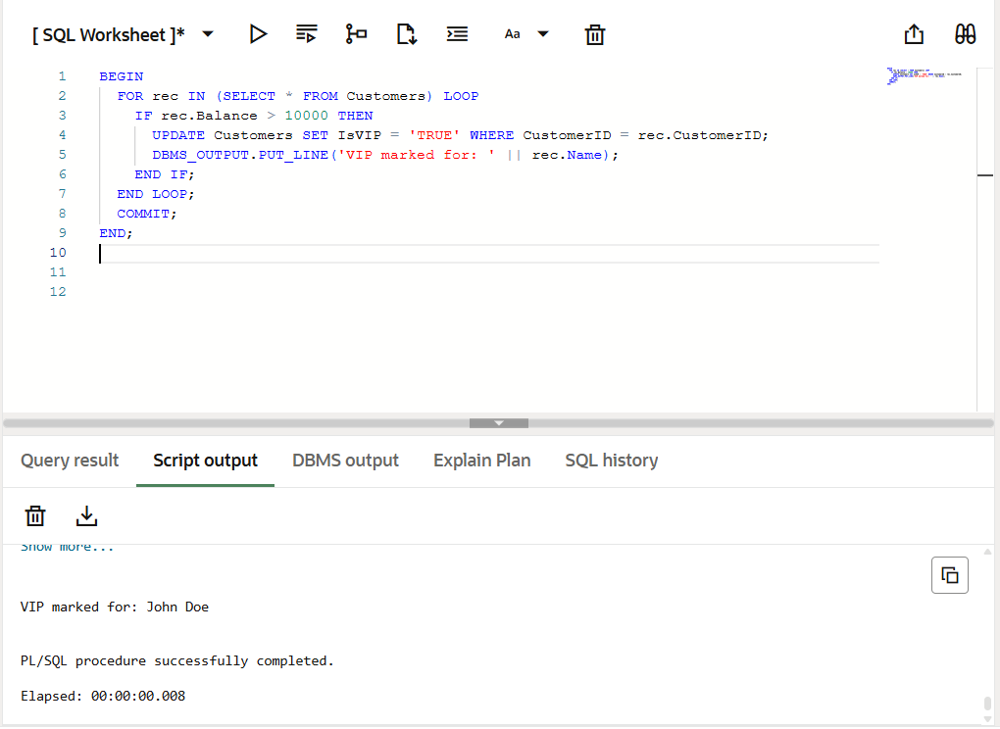 [ SQL Worksheet ]*
Aa
1 BEGIN
2 FOR rec IN (SELECT * FROM Customers) LOOP
3 IF rec.Balance > 10000 THEN
4 UPDATE Customers SET IsVIP = 'TRUE' WHERE CustomerID = rec.CustomerID;
5 DBMS_OUTPUT.PUT_LINE('VIP marked for: ' || rec.Name);
6 END IF;
7 END LOOP;
8 COMMIT;
9 END;
10
11
12
Query result Script output DBMS output Explain Plan SQL history
Show more...
VIP marked for: John Doe
PL/SQL procedure successfully completed.
Elapsed: 00:00:00.008